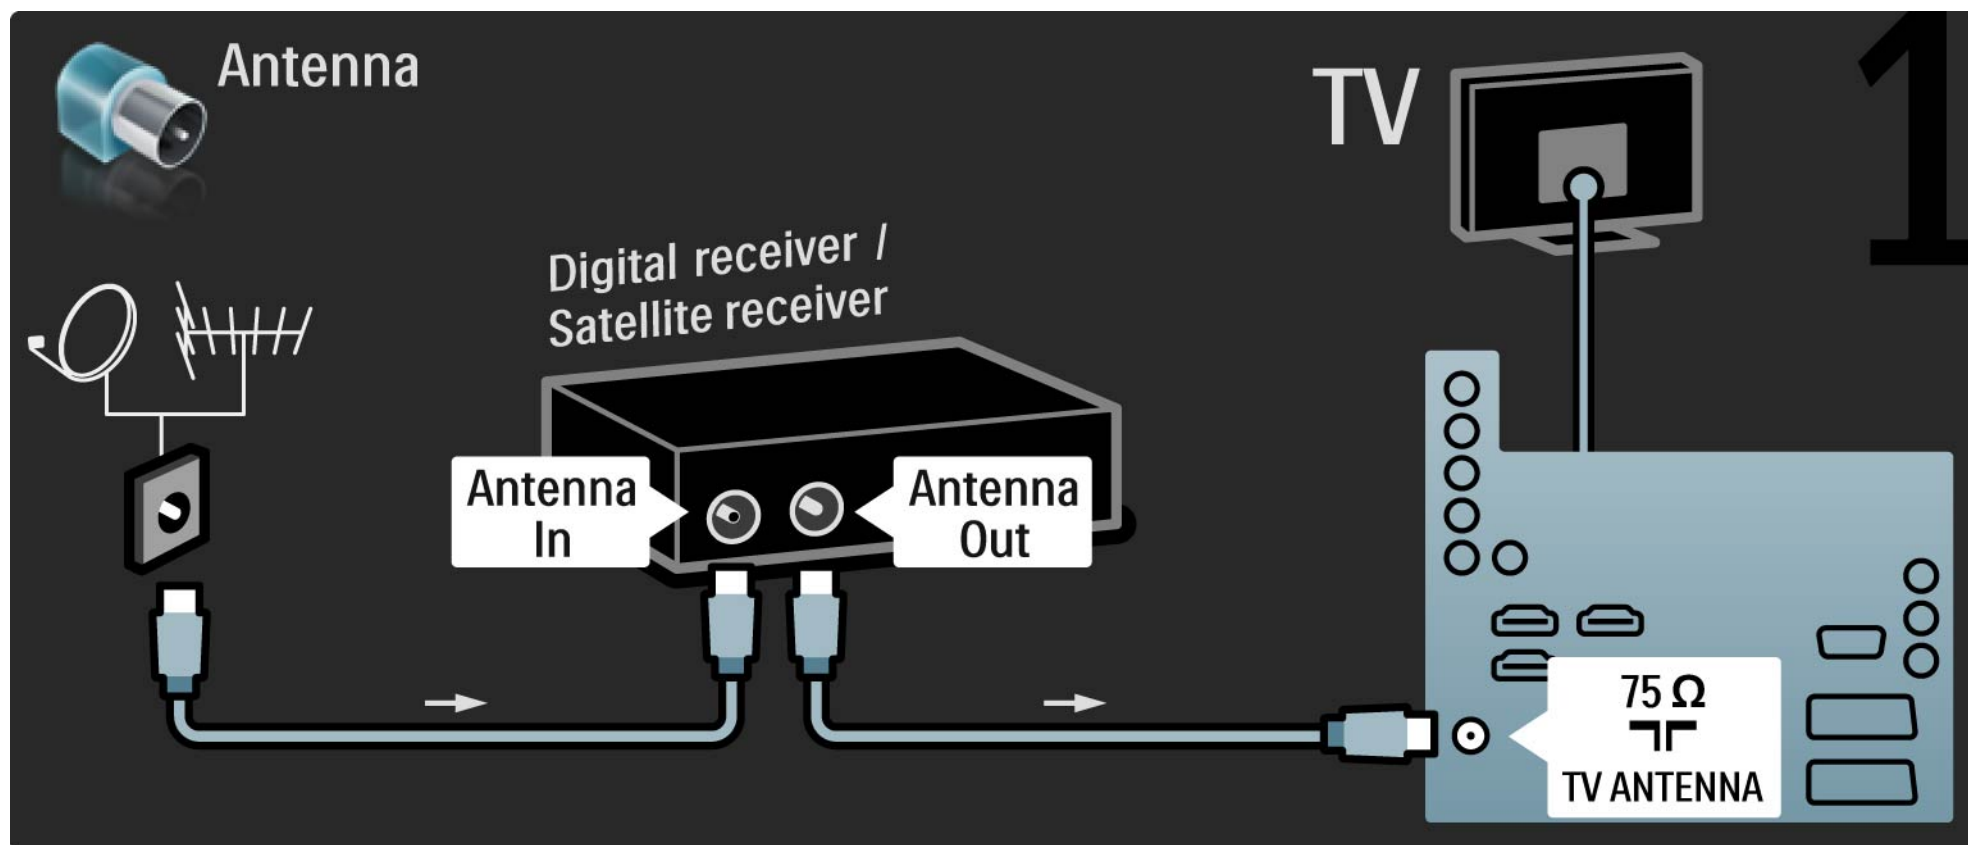 Antenna
TV
1
Digital receiver /
Satellite receiver
Antenna
In
Antenna
Out
75 Ω
TV ANTENNA